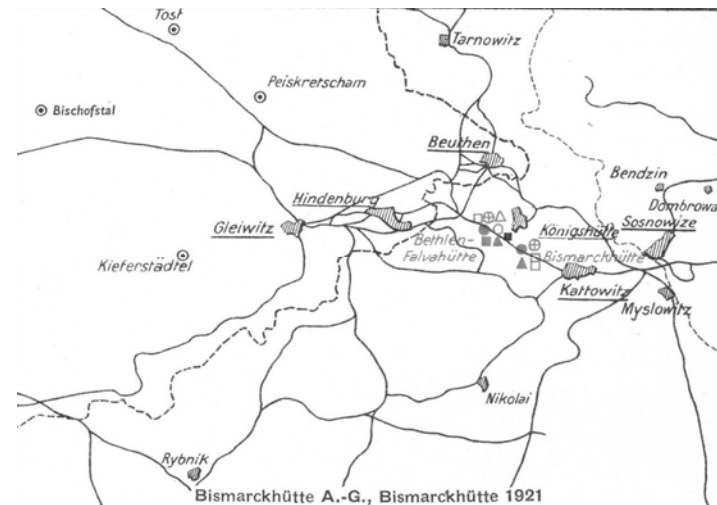 Tost
Tarnowitz
Peiskretscham
Bischofstal
Beuthen
Bendzin
Dombrowa
Hindenburg
Sosnowize
Gleiwitz
Königshütte
Bethlen-
Falvahütte
Bismarckhütte
Kieferstädtel
Kattowitz
Myslowitz
Nikolai
Rybnik
Bismarckhütte A.-G., Bismarckhütte 1921